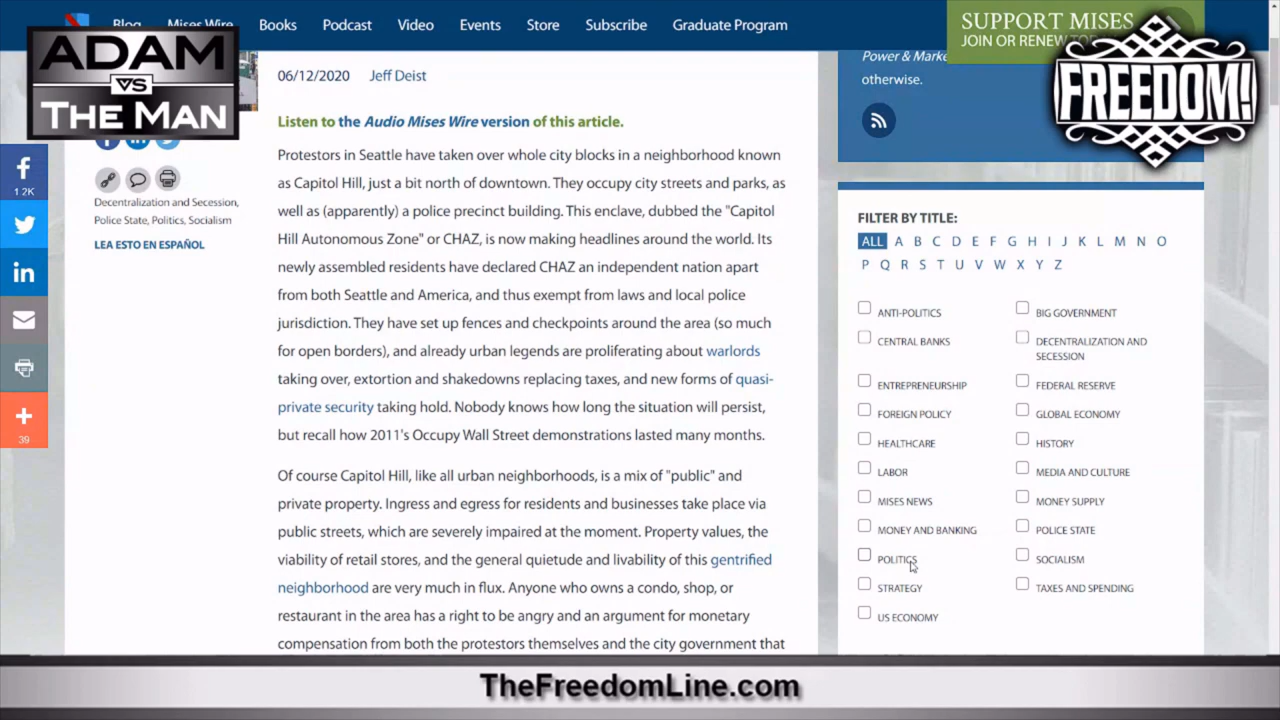 Blog Mises Wire Books Podcast Video Events Store Subscribe Graduate Program
SUPPORT MISES
JOIN OR RENEW
ADAM
VS
THE MAN
FREEDOM!
06/12/2020 Jeff Deist
Listen to the Audio Mises Wire version of this article.
Protestors in Seattle have taken over whole city blocks in a neighborhood known
as Capitol Hill, just a bit north of downtown. They occupy city streets and parks, as
well as (apparently) a police precinct building. This enclave, dubbed the "Capitol
Hill Autonomous Zone" or CHAZ, is now making headlines around the world. Its
newly assembled residents have declared CHAZ an independent nation apart
from both Seattle and America, and thus exempt from laws and local police
jurisdiction. They have set up fences and checkpoints around the area (so much
for open borders), and already urban legends are proliferating about warlords
taking over, extortion and shakedowns replacing taxes, and new forms of quasi-
private security taking hold. Nobody knows how long the situation will persist,
but recall how 2011's Occupy Wall Street demonstrations lasted many months.
Of course Capitol Hill, like all urban neighborhoods, is a mix of "public" and
private property. Ingress and egress for residents and businesses take place via
public streets, which are severely impaired at the moment. Property values, the
viability of retail stores, and the general quietude and livability of this gentrified
neighborhood are very much in flux. Anyone who owns a condo, shop, or
restaurant in the area has a right to be angry and an argument for monetary
compensation from both the protestors themselves and the city government that
1.2K
39
Decentralization and Secession,
Police State, Politics, Socialism
LEA ESTO EN ESPAÑOL
Power &
otherwise.
FILTER BY TITLE:
ALL A B C D E F G H I J K L M N O
P Q R S T U V W X Y Z
ANTI-POLITICS BIG GOVERNMENT
CENTRAL BANKS DECENTRALIZATION AND
SECESSION
ENTREPRENEURSHIP FEDERAL RESERVE
FOREIGN POLICY GLOBAL ECONOMY
HEALTHCARE HISTORY
LABOR MEDIA AND CULTURE
MISES NEWS MONEY SUPPLY
MONEY AND BANKING POLICE STATE
POLITICS SOCIALISM
STRATEGY TAXES AND SPENDING
US ECONOMY
TheFreedomLine.com